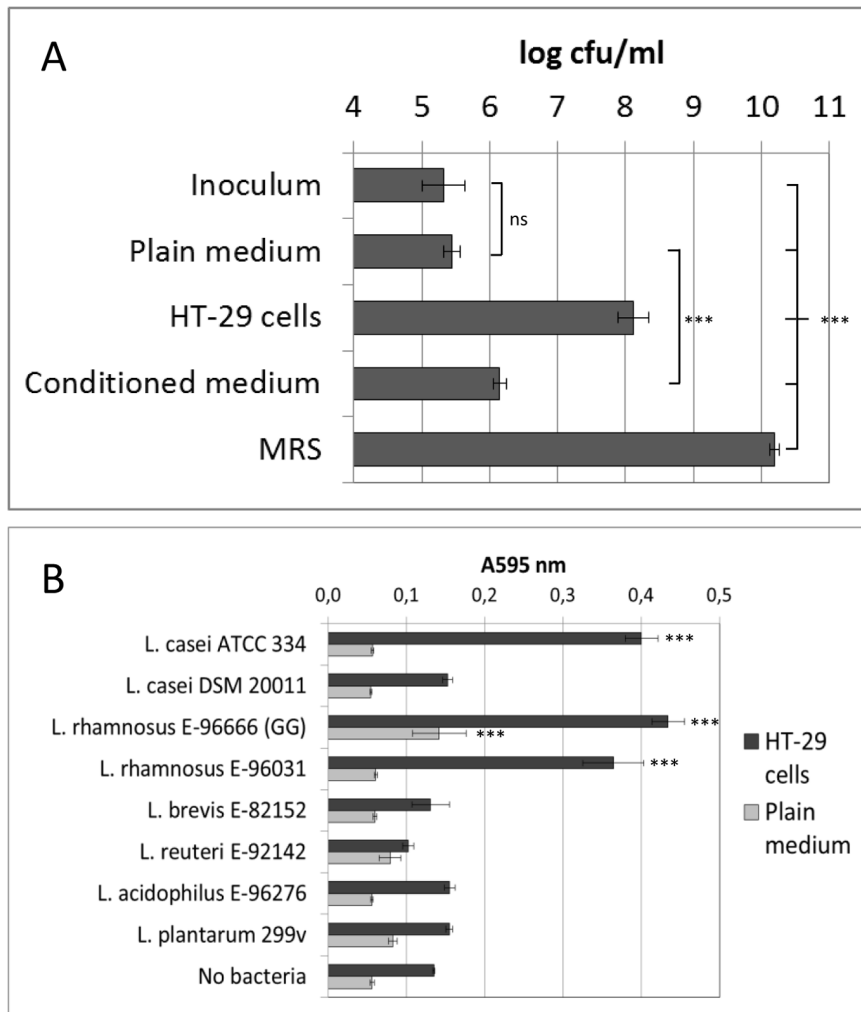 A
log cfu/ml
4 5 6 7 8 9 10 11
Inoculum
Plain medium
HT-29 cells
Conditioned medium
MRS
ns
***
***
B
A595 nm
0,0 0,1 0,2 0,3 0,4 0,5
L. casei ATCC 334
***
L. casei DSM 20011
L. rhamnosus E-96666 (GG)
***
***
L. rhamnosus E-96031
***
L. brevis E-82152
L. reuteri E-92142
L. acidophilus E-96276
L. plantarum 299v
No bacteria
HT-29
cells
Plain
medium